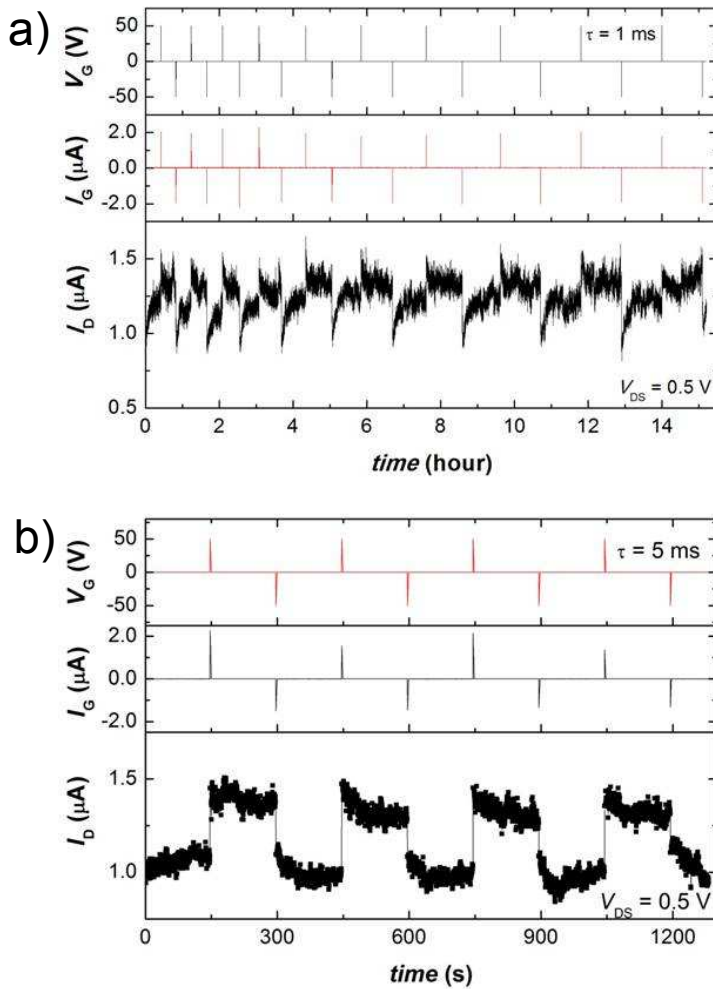 a)
V_G (V)
50
0
-50
τ = 1 ms
I_G (μA)
2.0
0.0
-2.0
I_D (μA)
1.5
1.0
0.5
V_DS = 0.5 V
0 2 4 6 8 10 12 14
time (hour)
b)
V_G (V)
50
0
-50
τ = 5 ms
I_G (μA)
2.0
0.0
-2.0
I_D (μA)
1.5
1.0
V_DS = 0.5 V
0 300 600 900 1200
time (s)